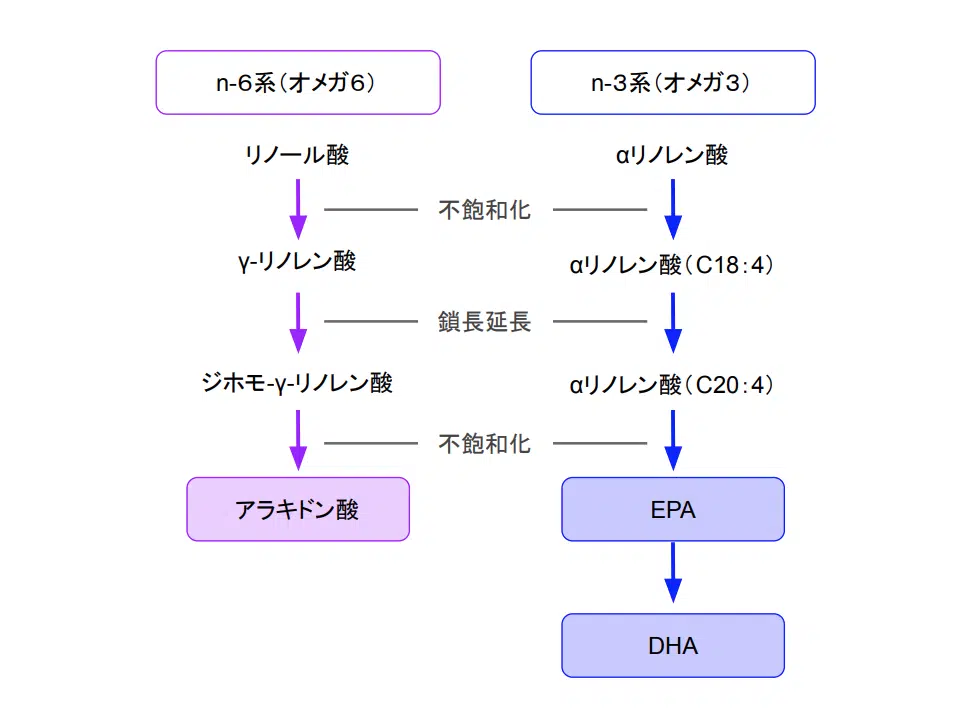 n-６系（オメガ６）
n-３系（オメガ３）
リノール酸
αリノレン酸
不飽和化
γ-リノレン酸
αリノレン酸（C18：4）
鎖長延長
ジホモ-γ-リノレン酸
αリノレン酸（C20：4）
不飽和化
アラキドン酸
EPA
DHA